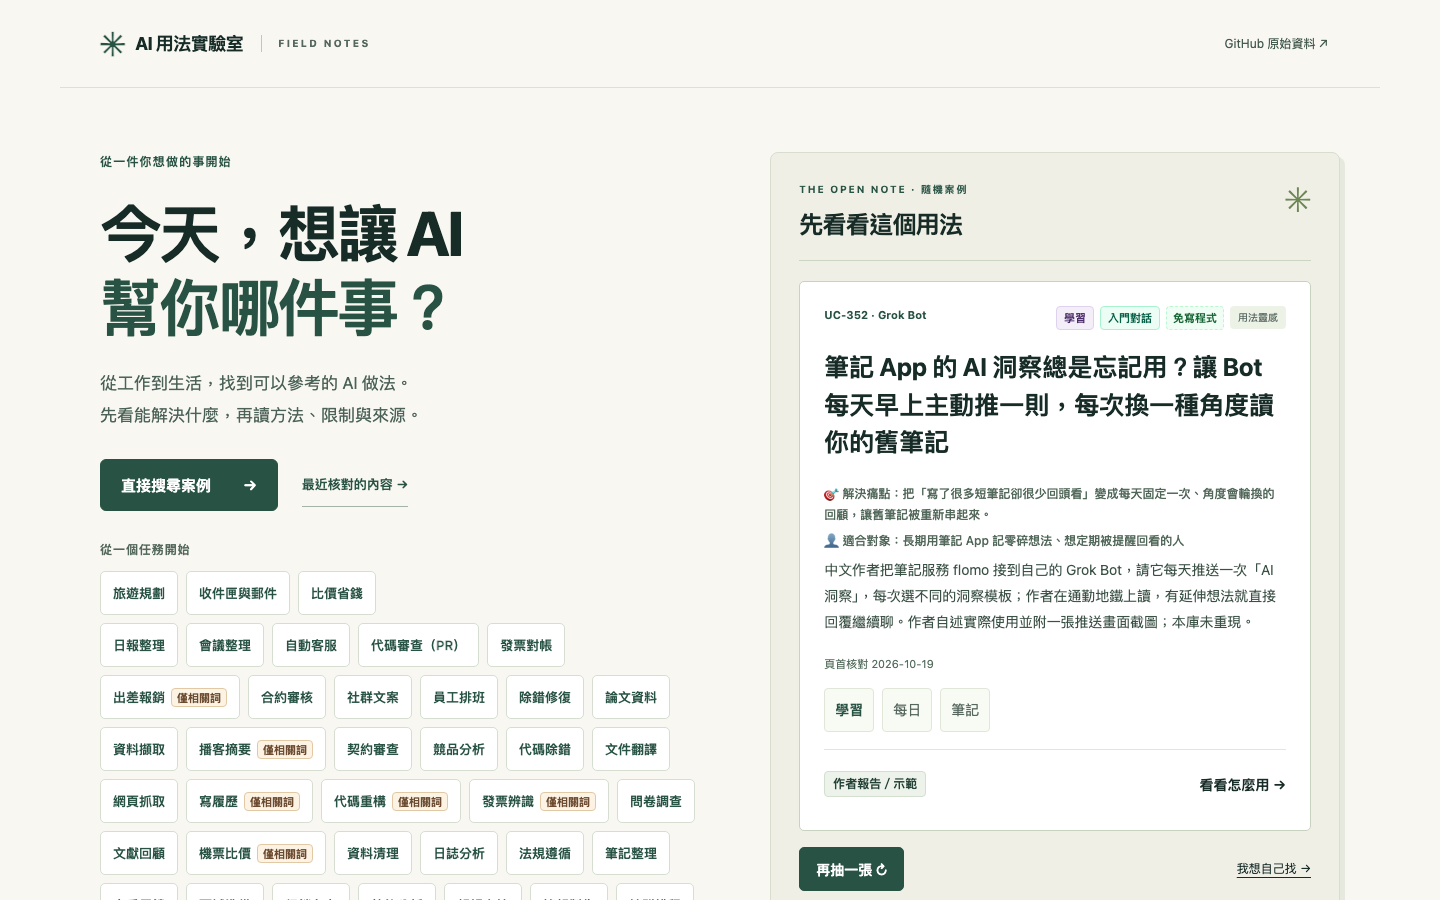 AI 用法實驗室
FIELD NOTES
GitHub 原始資料 ↗
從一件你想做的事開始
今天，想讓 AI
幫你哪件事？
從工作到生活，找到可以參考的 AI 做法。
先看能解決什麼，再讀方法、限制與來源。
直接搜尋案例 →
最近核對的內容 →
從一個任務開始
旅遊規劃 收件匣與郵件 比價省錢
日報整理 會議整理 自動客服 代碼審查（PR） 發票對帳
出差報銷 僅相關詞 合約審核 社群文案 員工排班 除錯修復 論文資料
資料擷取 播客摘要 僅相關詞 契約審查 競品分析 代碼除錯 文件翻譯
網頁抓取 寫履歷 僅相關詞 代碼重構 僅相關詞 發票辨識 僅相關詞 問卷調查
文獻回顧 機票比價 僅相關詞 資料清理 日誌分析 法規遵循 筆記整理
THE OPEN NOTE · 隨機案例
先看看這個用法
UC-352 · Grok Bot
學習 入門對話 免寫程式 用法靈感
筆記 App 的 AI 洞察總是忘記用？讓 Bot
每天早上主動推一則，每次換一種角度讀
你的舊筆記
🎯 解決痛點：把「寫了很多短筆記卻很少回頭看」變成每天固定一次、角度會輪換的
回顧，讓舊筆記被重新串起來。
👤 適合對象：長期用筆記 App 記零碎想法、想定期被提醒回看的人
中文作者把筆記服務 flomo 接到自己的 Grok Bot，請它每天推送一次「AI
洞察」，每次選不同的洞察模板；作者在通勤地鐵上讀，有延伸想法就直接
回覆繼續聊。作者自述實際使用並附一張推送畫面截圖；本庫未重現。
頁首核對 2026-10-19
學習 每日 筆記
作者報告 / 示範
看看怎麼用 →
再抽一張 ↻
我想自己找 →